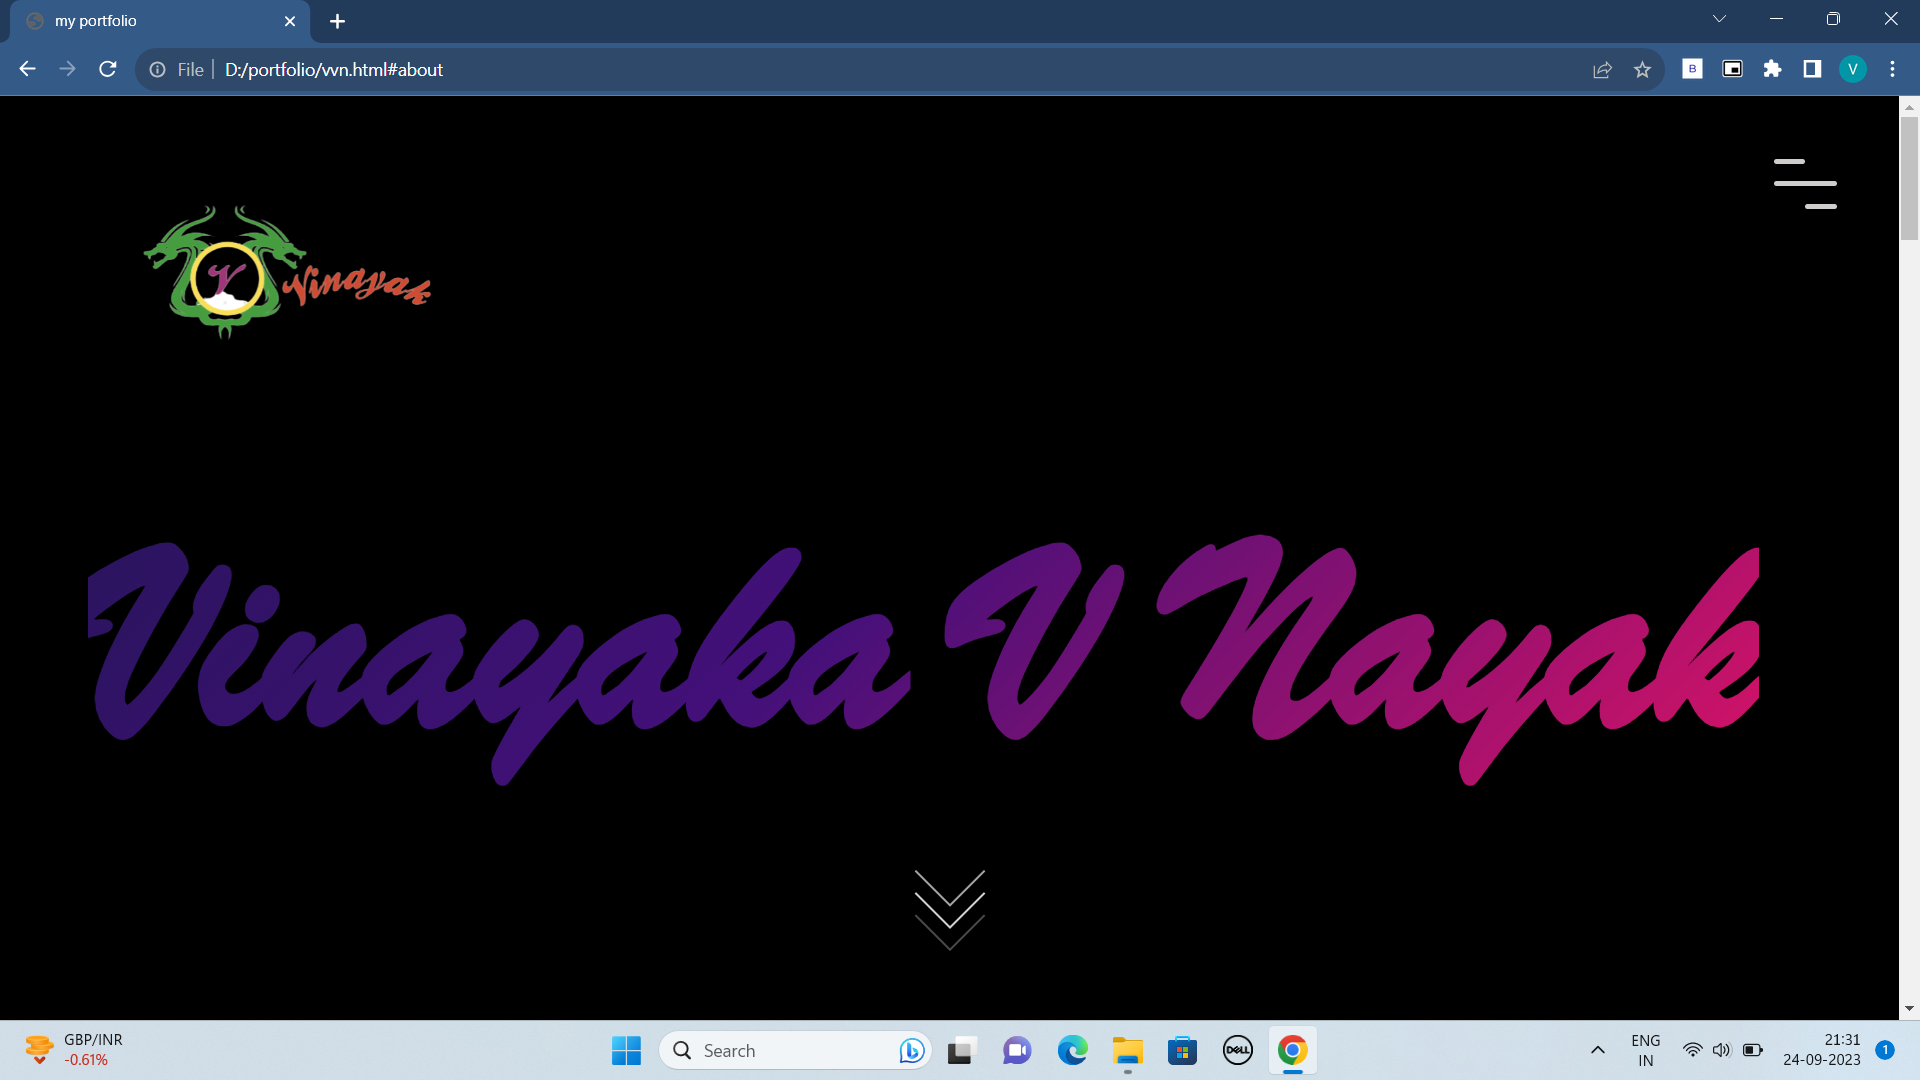 my portfolio
File
D:/portfolio/vvn.html#about
B
V
V
Vinayak
Vinayaka V Nayak
GBP/INR
-0.61%
Search
DELL
ENG
IN
21:31
24-09-2023
1